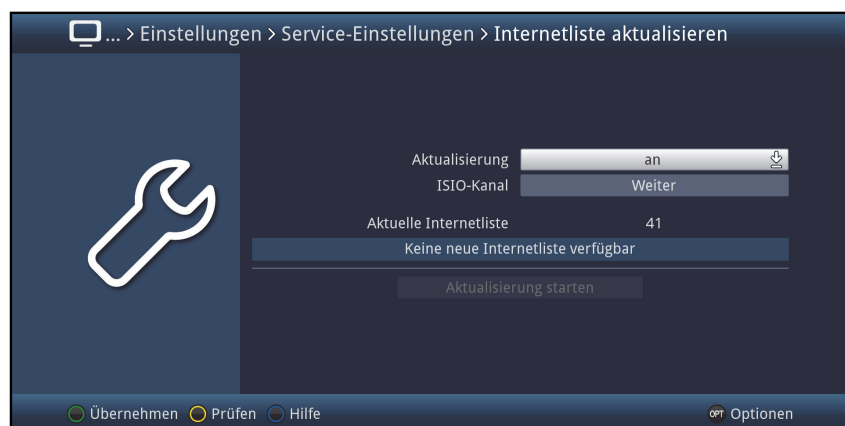 ... > Einstellungen > Service-Einstellungen > Internetliste aktualisieren
Aktualisierung an
ISIO-Kanal Weiter
Aktuelle Internetliste 41
Keine neue Internetliste verfügbar
Aktualisierung starten
Übernehmen Prüfen Hilfe OPT Optionen